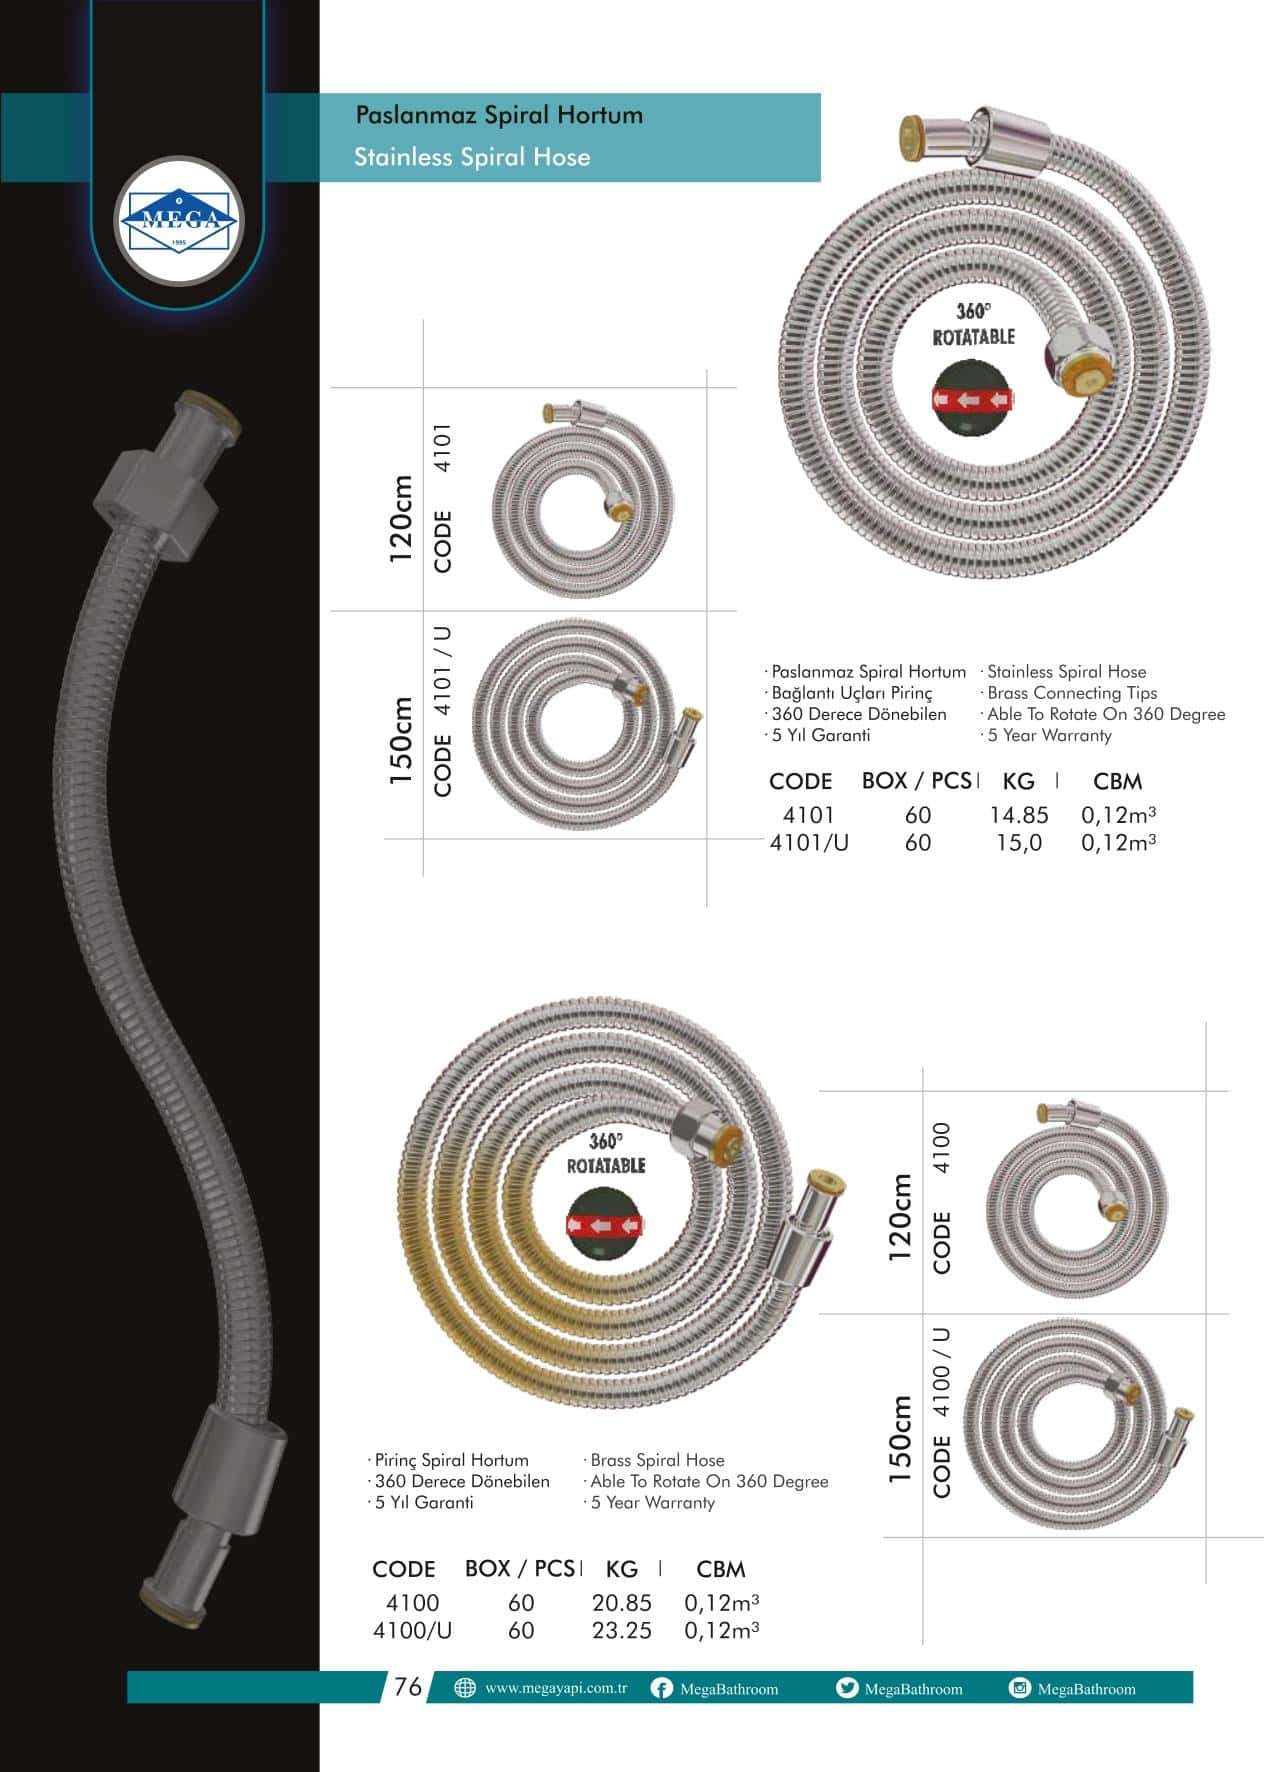 Paslanmaz Spiral Hortum
Stainless Spiral Hose
MEGA
1995
360°
ROTATABLE
120cm
CODE 4101
150cm
CODE 4101 / U
· Paslanmaz Spiral Hortum
· Bağlantı Uçları Pirinç
· 360 Derece Dönebilen
· 5 Yıl Garanti
· Stainless Spiral Hose
· Brass Connecting Tips
· Able To Rotate On 360 Degree
· 5 Year Warranty
CODE BOX / PCS | KG | CBM
4101 60 14.85 0,12m³
4101/U 60 15,0 0,12m³
360°
ROTATABLE
120cm
CODE 4100
150cm
CODE 4100 / U
· Pirinç Spiral Hortum
· 360 Derece Dönebilen
· 5 Yıl Garanti
· Brass Spiral Hose
· Able To Rotate On 360 Degree
· 5 Year Warranty
CODE BOX / PCS | KG | CBM
4100 60 20.85 0,12m³
4100/U 60 23.25 0,12m³
76 www.megayapi.com.tr MegaBathroom MegaBathroom MegaBathroom